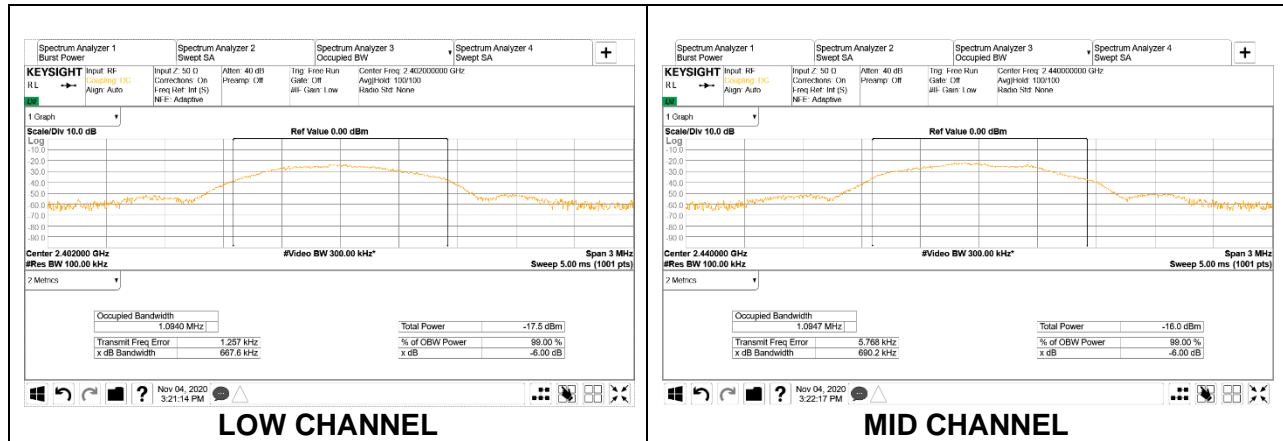 Spectrum Analyzer 1
Burst Power
Spectrum Analyzer 2
Swept SA
Spectrum Analyzer 3
Occupied BW
Spectrum Analyzer 4
Swept SA
+
KEYSIGHT
RL
LXI
Input: RF
Coupling: DC
Align: Auto
Input Z: 50 Ω
Corrections: On
Freq Ref: Int (S)
NFE: Adaptive
Atten: 40 dB
Preamp: Off
Trig: Free Run
Gate: Off
#IF Gain: Low
Center Freq: 2.402000000 GHz
Avg|Hold: 100/100
Radio Std: None
1 Graph
Scale/Div 10.0 dB
Ref Value 0.00 dBm
Log
-10.0
-20.0
-30.0
-40.0
-50.0
-60.0
-70.0
-80.0
-90.0
Center 2.402000 GHz
#Video BW 300.00 kHz*
Span 3 MHz
#Res BW 100.00 kHz
Sweep 5.00 ms (1001 pts)
2 Metrics
Occupied Bandwidth
1.0940 MHz
Total Power -17.5 dBm
Transmit Freq Error 1.257 kHz
% of OBW Power 99.00 %
x dB Bandwidth 667.6 kHz
x dB -6.00 dB
?
Nov 04, 2020
3:21:14 PM
LOW CHANNEL
Spectrum Analyzer 1
Burst Power
Spectrum Analyzer 2
Swept SA
Spectrum Analyzer 3
Occupied BW
Spectrum Analyzer 4
Swept SA
+
KEYSIGHT
RL
LXI
Input: RF
Coupling: DC
Align: Auto
Input Z: 50 Ω
Corrections: On
Freq Ref: Int (S)
NFE: Adaptive
Atten: 40 dB
Preamp: Off
Trig: Free Run
Gate: Off
#IF Gain: Low
Center Freq: 2.440000000 GHz
Avg|Hold: 100/100
Radio Std: None
1 Graph
Scale/Div 10.0 dB
Ref Value 0.00 dBm
Log
-10.0
-20.0
-30.0
-40.0
-50.0
-60.0
-70.0
-80.0
-90.0
Center 2.440000 GHz
#Video BW 300.00 kHz*
Span 3 MHz
#Res BW 100.00 kHz
Sweep 5.00 ms (1001 pts)
2 Metrics
Occupied Bandwidth
1.0947 MHz
Total Power -16.0 dBm
Transmit Freq Error 5.768 kHz
% of OBW Power 99.00 %
x dB Bandwidth 690.2 kHz
x dB -6.00 dB
?
Nov 04, 2020
3:22:17 PM
MID CHANNEL